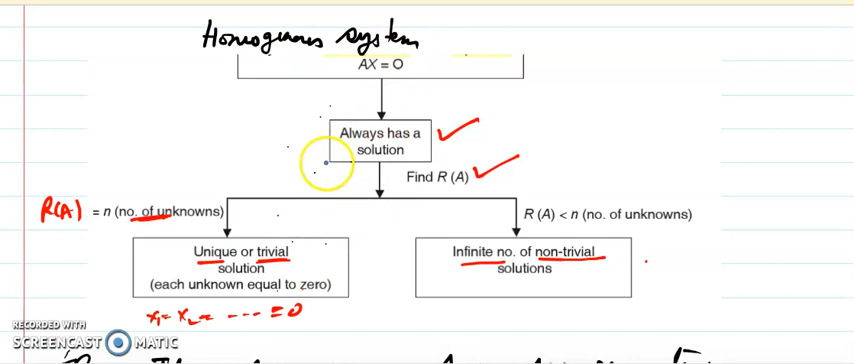 Homogenous system
AX = O
Always has a
solution
Find R (A)
R(A) = n (no. of unknowns)
R (A) < n (no. of unknowns)
Unique or trivial
solution
(each unknown equal to zero)
Infinite no. of non-trivial
solutions
x₁ = x₂ = ---- = 0
RECORDED WITH
SCREENCAST MATIC